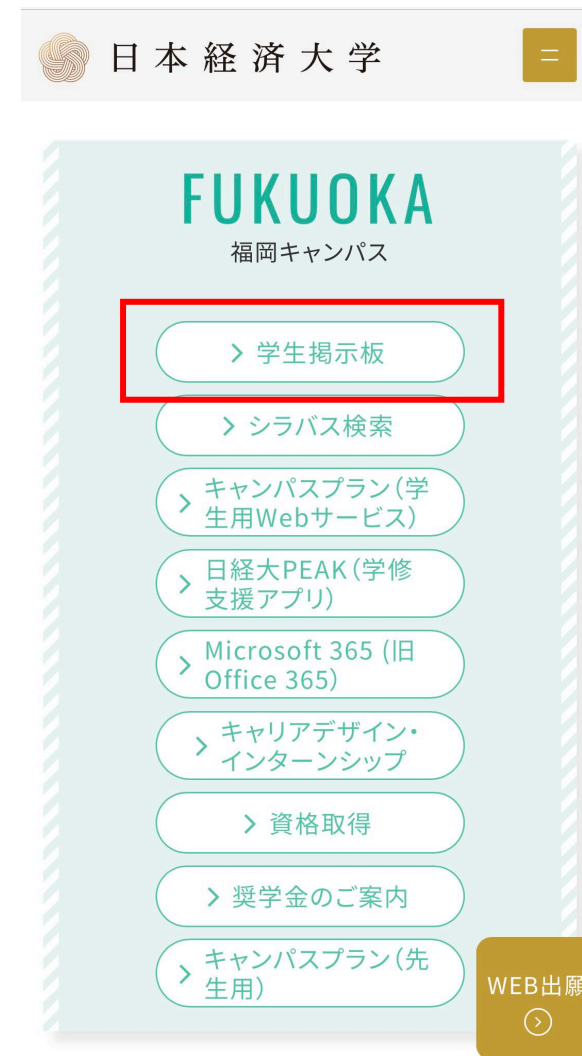 日本経済大学
FUKUOKA
福岡キャンパス
学生掲示板
シラバス検索
キャンパスプラン(学
生用Webサービス)
日経大PEAK(学修
支援アプリ)
Microsoft 365 (旧
Office 365)
キャリアデザイン・
インターンシップ
資格取得
奨学金のご案内
キャンパスプラン(先
生用)
WEB出願